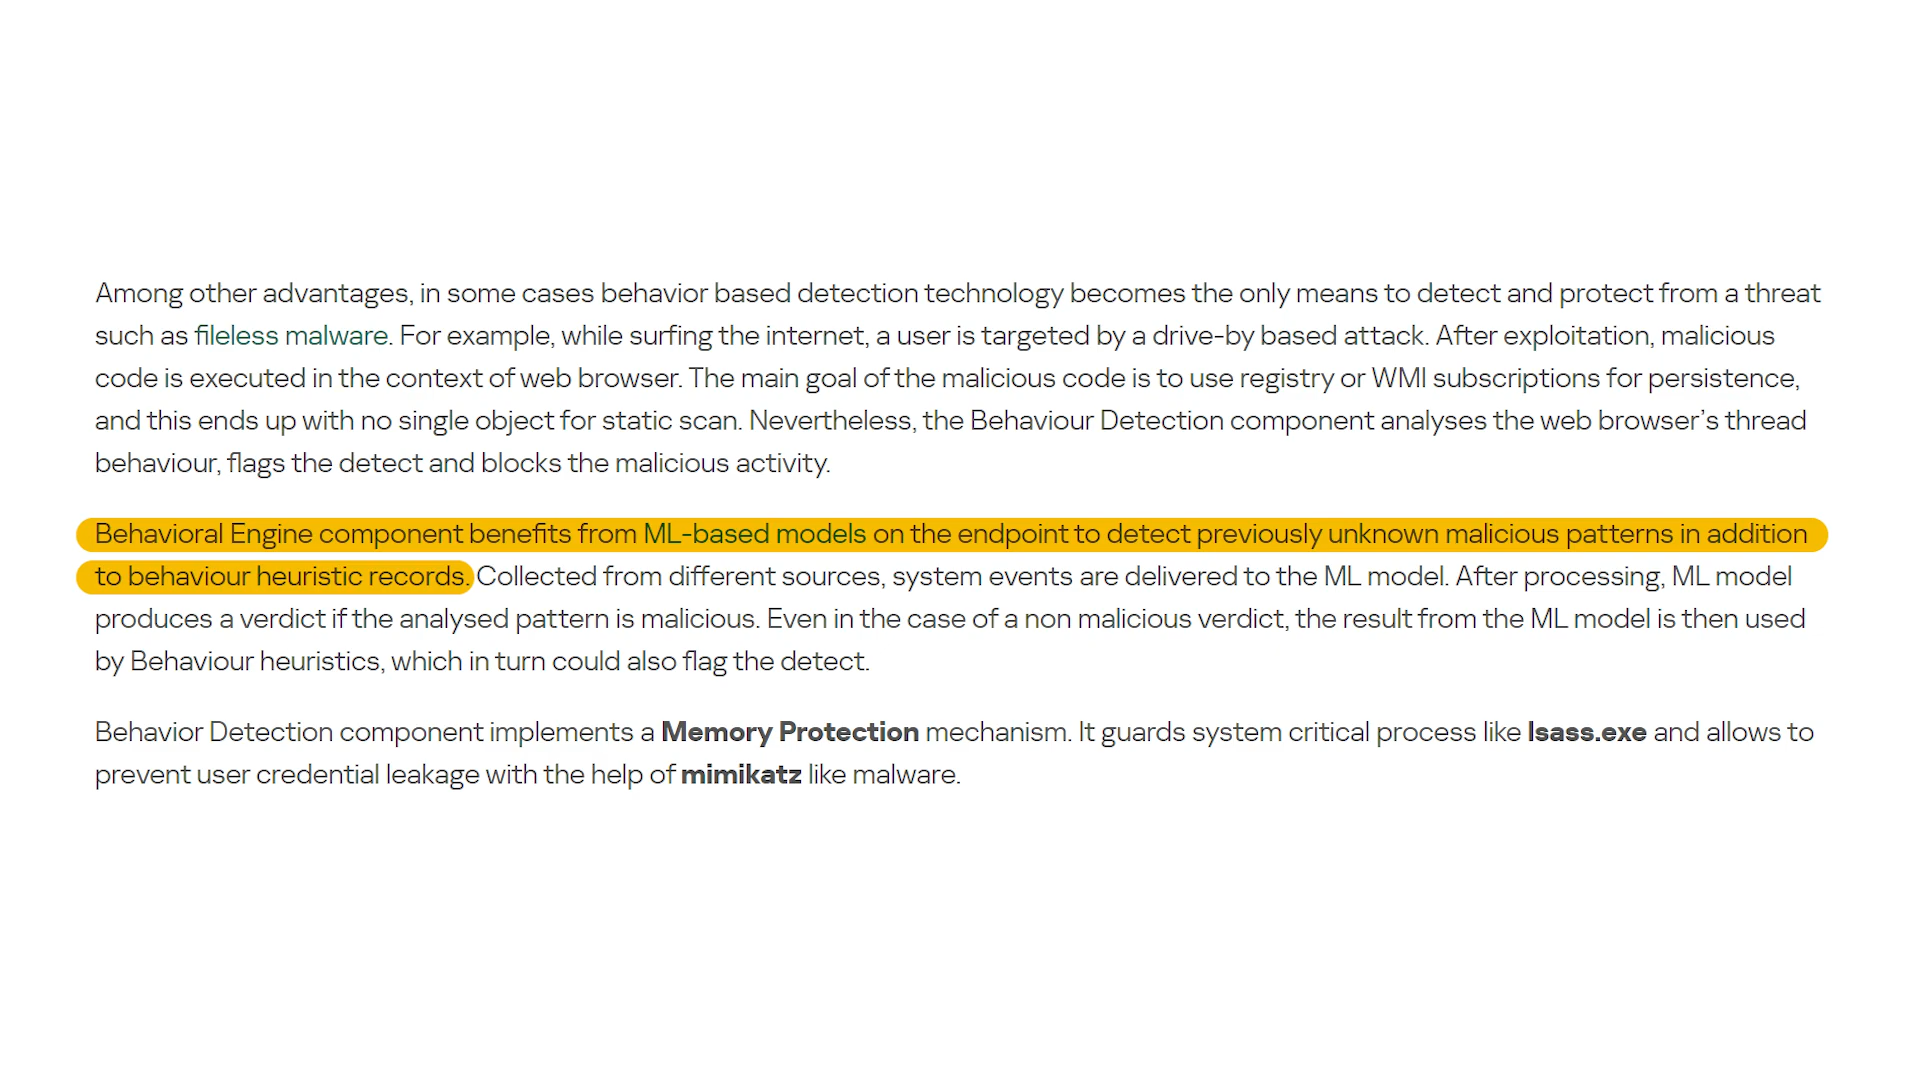 Among other advantages, in some cases behavior based detection technology becomes the only means to detect and protect from a threat
such as fileless malware. For example, while surfing the internet, a user is targeted by a drive-by based attack. After exploitation, malicious
code is executed in the context of web browser. The main goal of the malicious code is to use registry or WMI subscriptions for persistence,
and this ends up with no single object for static scan. Nevertheless, the Behaviour Detection component analyses the web browser’s thread
behaviour, flags the detect and blocks the malicious activity.
Behavioral Engine component benefits from ML-based models on the endpoint to detect previously unknown malicious patterns in addition
to behaviour heuristic records. Collected from different sources, system events are delivered to the ML model. After processing, ML model
produces a verdict if the analysed pattern is malicious. Even in the case of a non malicious verdict, the result from the ML model is then used
by Behaviour heuristics, which in turn could also flag the detect.
Behavior Detection component implements a Memory Protection mechanism. It guards system critical process like lsass.exe and allows to
prevent user credential leakage with the help of mimikatz like malware.